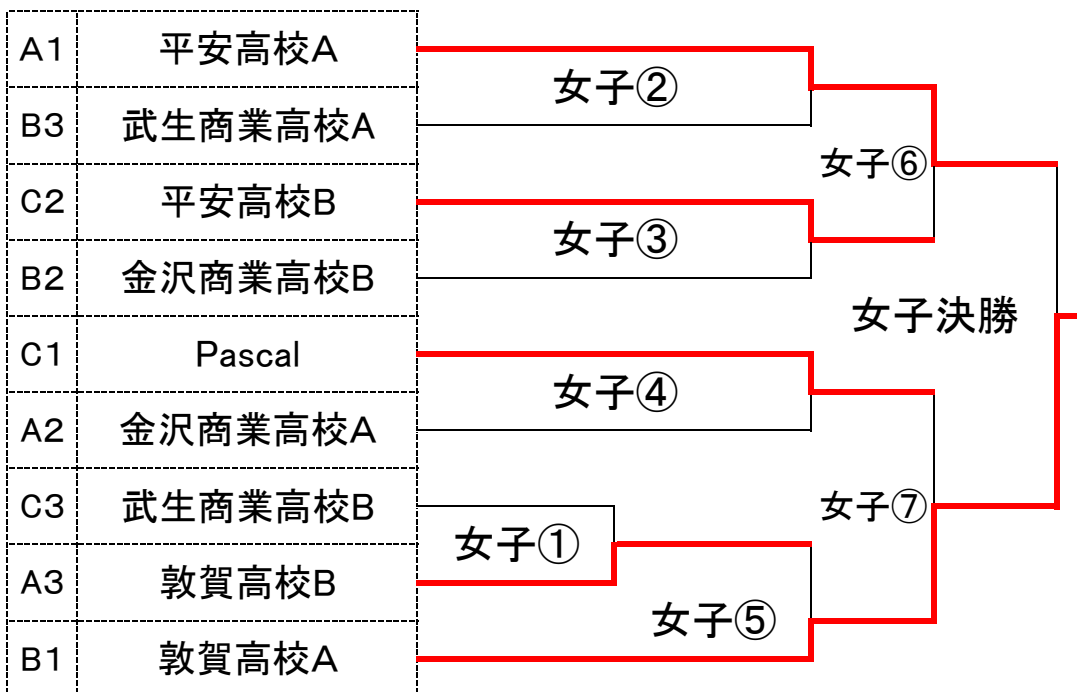 A1 平安高校A
女子②
B3 武生商業高校A
女子⑥
C2 平安高校B
女子③
B2 金沢商業高校B
女子決勝
C1 Pascal
女子④
A2 金沢商業高校A
C3 武生商業高校B
女子⑦
女子①
A3 敦賀高校B
女子⑤
B1 敦賀高校A